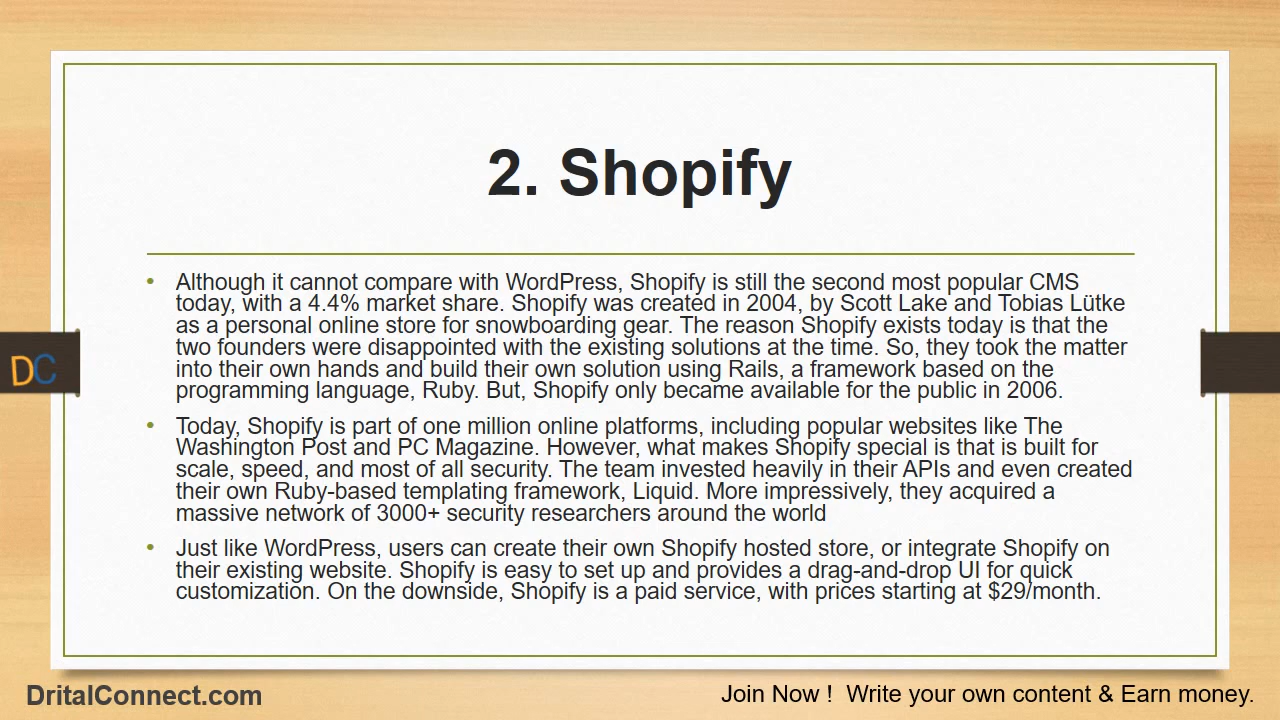 2. Shopify
• Although it cannot compare with WordPress, Shopify is still the second most popular CMS
today, with a 4.4% market share. Shopify was created in 2004, by Scott Lake and Tobias Lütke
as a personal online store for snowboarding gear. The reason Shopify exists today is that the
two founders were disappointed with the existing solutions at the time. So, they took the matter
into their own hands and build their own solution using Rails, a framework based on the
programming language, Ruby. But, Shopify only became available for the public in 2006.
• Today, Shopify is part of one million online platforms, including popular websites like The
Washington Post and PC Magazine. However, what makes Shopify special is that is built for
scale, speed, and most of all security. The team invested heavily in their APIs and even created
their own Ruby-based templating framework, Liquid. More impressively, they acquired a
massive network of 3000+ security researchers around the world
• Just like WordPress, users can create their own Shopify hosted store, or integrate Shopify on
their existing website. Shopify is easy to set up and provides a drag-and-drop UI for quick
customization. On the downside, Shopify is a paid service, with prices starting at $29/month.
DC
DritalConnect.com
Join Now ! Write your own content & Earn money.